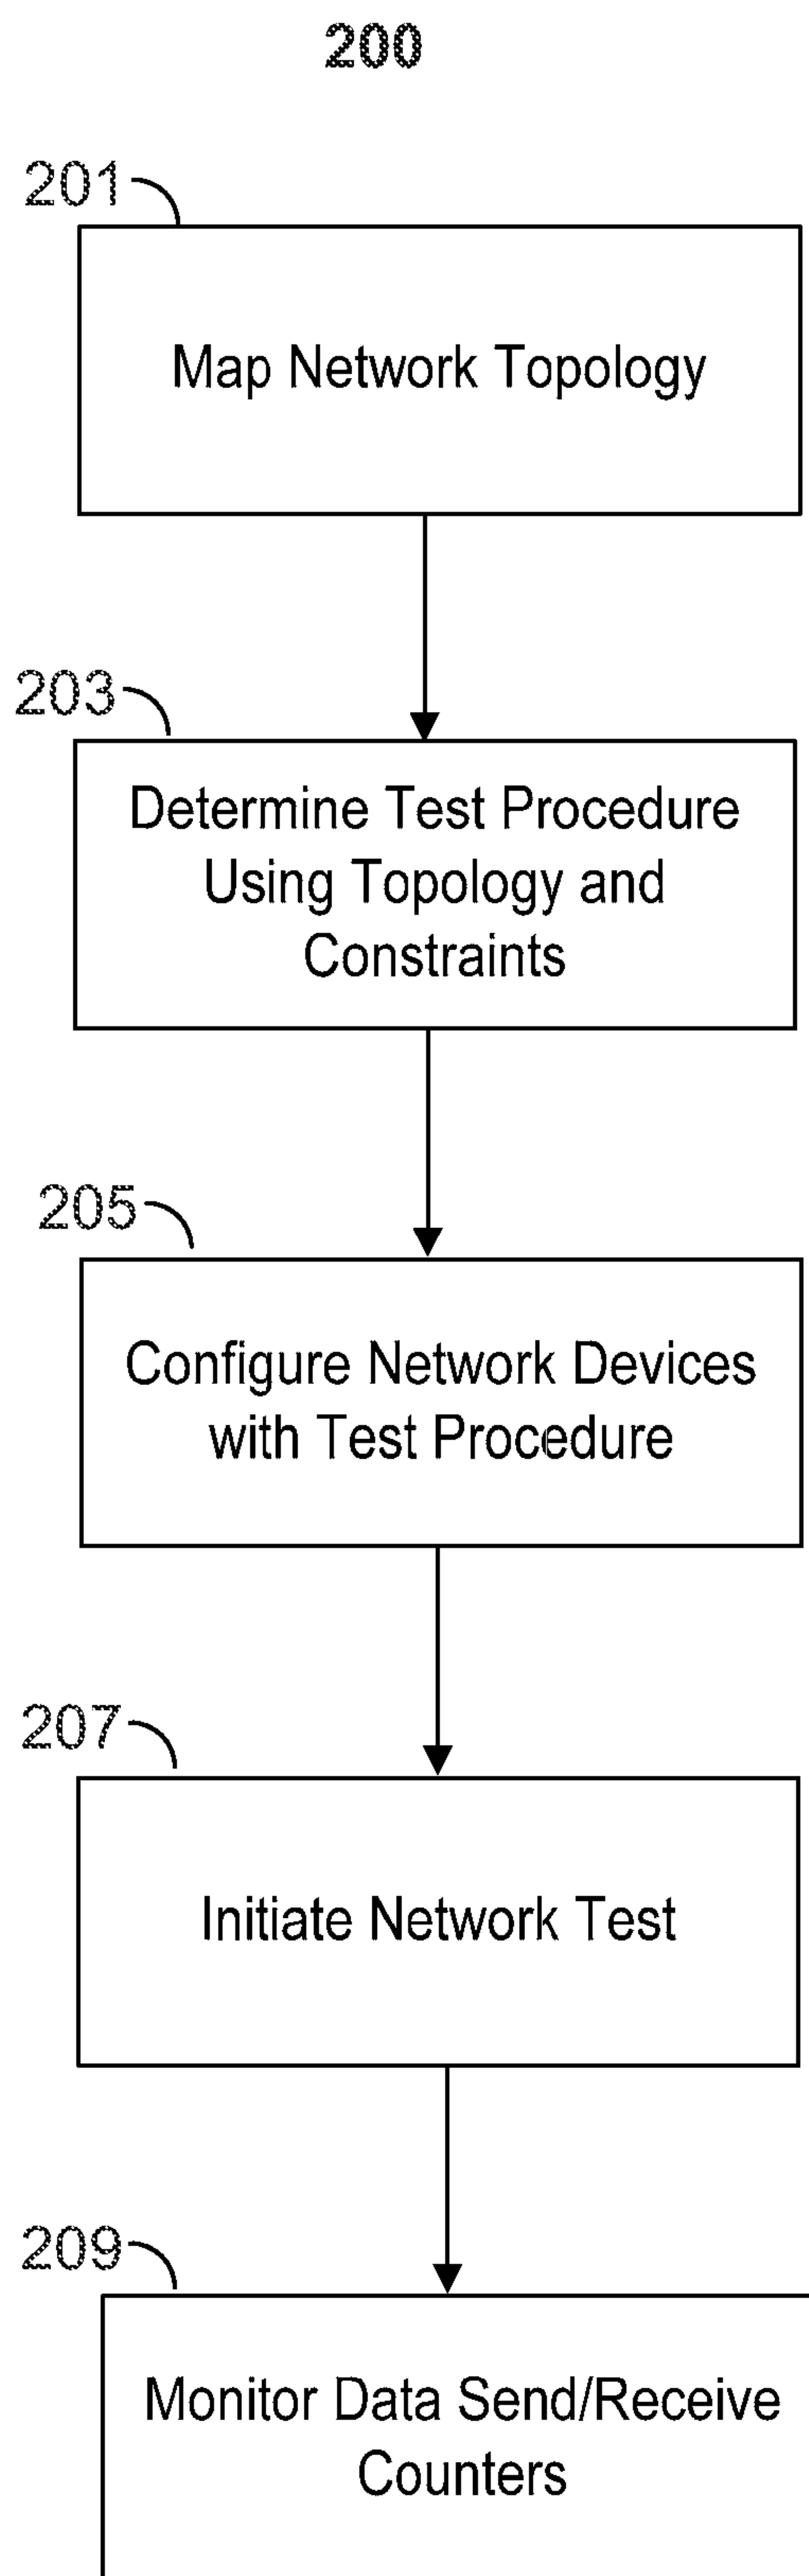 200
201
Map Network Topology
203
Determine Test Procedure
Using Topology and
Constraints
205
Configure Network Devices
with Test Procedure
207
Initiate Network Test
209
Monitor Data Send/Receive
Counters